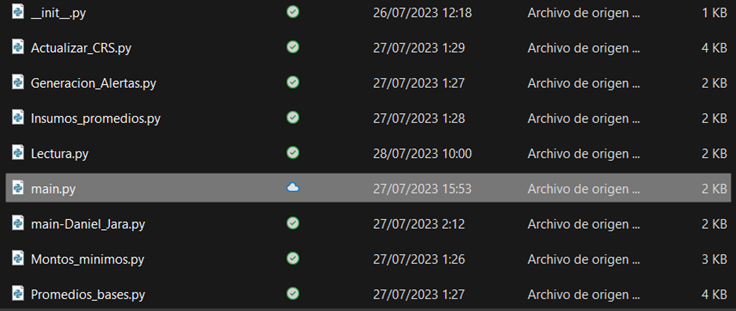 __init__.py 26/07/2023 12:18 Archivo de origen ... 1 KB
Actualizar_CRS.py 27/07/2023 1:29 Archivo de origen ... 4 KB
Generacion_Alertas.py 27/07/2023 1:27 Archivo de origen ... 2 KB
Insumos_promedios.py 27/07/2023 1:28 Archivo de origen ... 2 KB
Lectura.py 28/07/2023 10:00 Archivo de origen ... 2 KB
main.py 27/07/2023 15:53 Archivo de origen ... 2 KB
main-Daniel_Jara.py 27/07/2023 2:12 Archivo de origen ... 2 KB
Montos_minimos.py 27/07/2023 1:26 Archivo de origen ... 3 KB
Promedios_bases.py 27/07/2023 1:27 Archivo de origen ... 4 KB